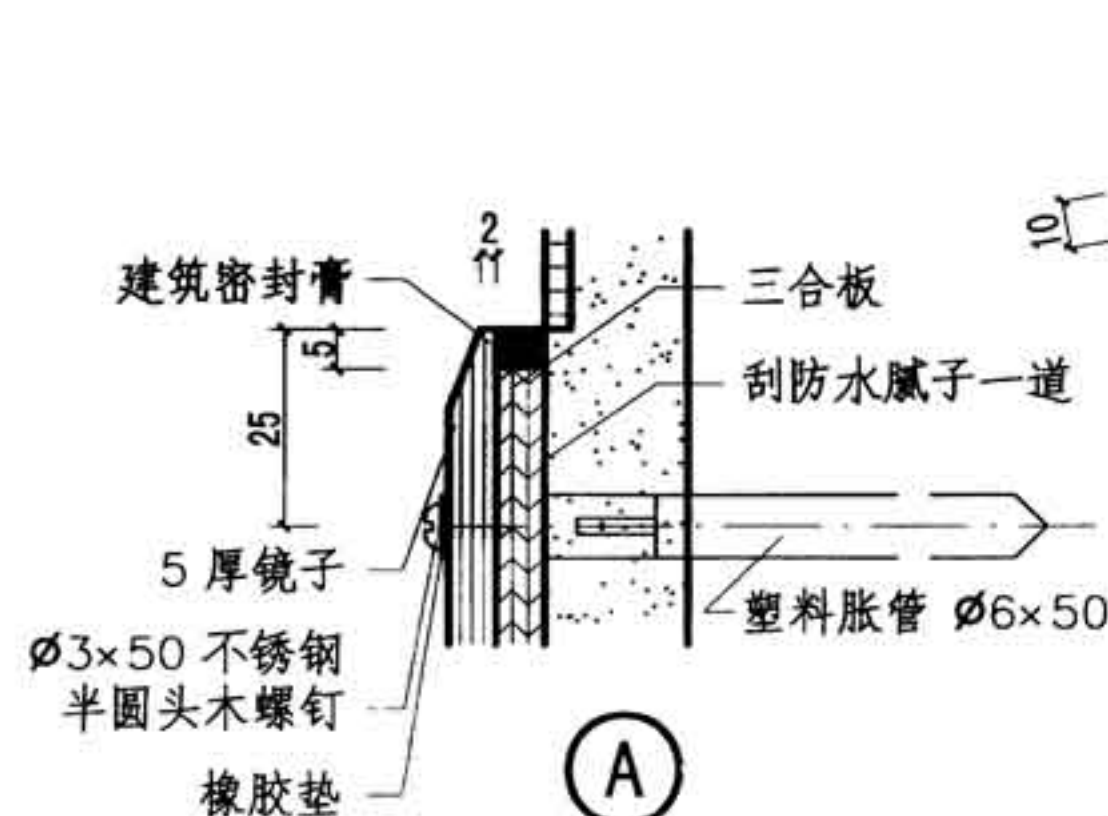 2
11
10
建筑密封膏
三合板
5
25
刮防水腻子一道
5 厚镜子
塑料胀管 Ø6×50
Ø3×50 不锈钢
半圆头木螺钉
橡胶垫
A